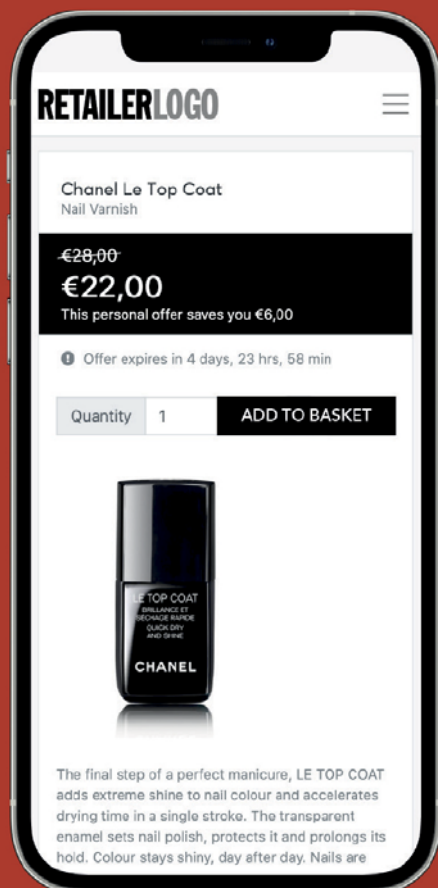 RETAILERLOGO
Chanel Le Top Coat
Nail Varnish
€28,00
€22,00
This personal offer saves you €6,00
Offer expires in 4 days, 23 hrs, 58 min
Quantity 1 ADD TO BASKET
LE TOP COAT
BRILLANCE ET
SÉCHAGE RAPIDE
QUICK DRY
AND SHINE
CHANEL
The final step of a perfect manicure, LE TOP COAT
adds extreme shine to nail colour and accelerates
drying time in a single stroke. The transparent
enamel sets nail polish, protects it and prolongs its
hold. Colour stays shiny, day after day. Nails are